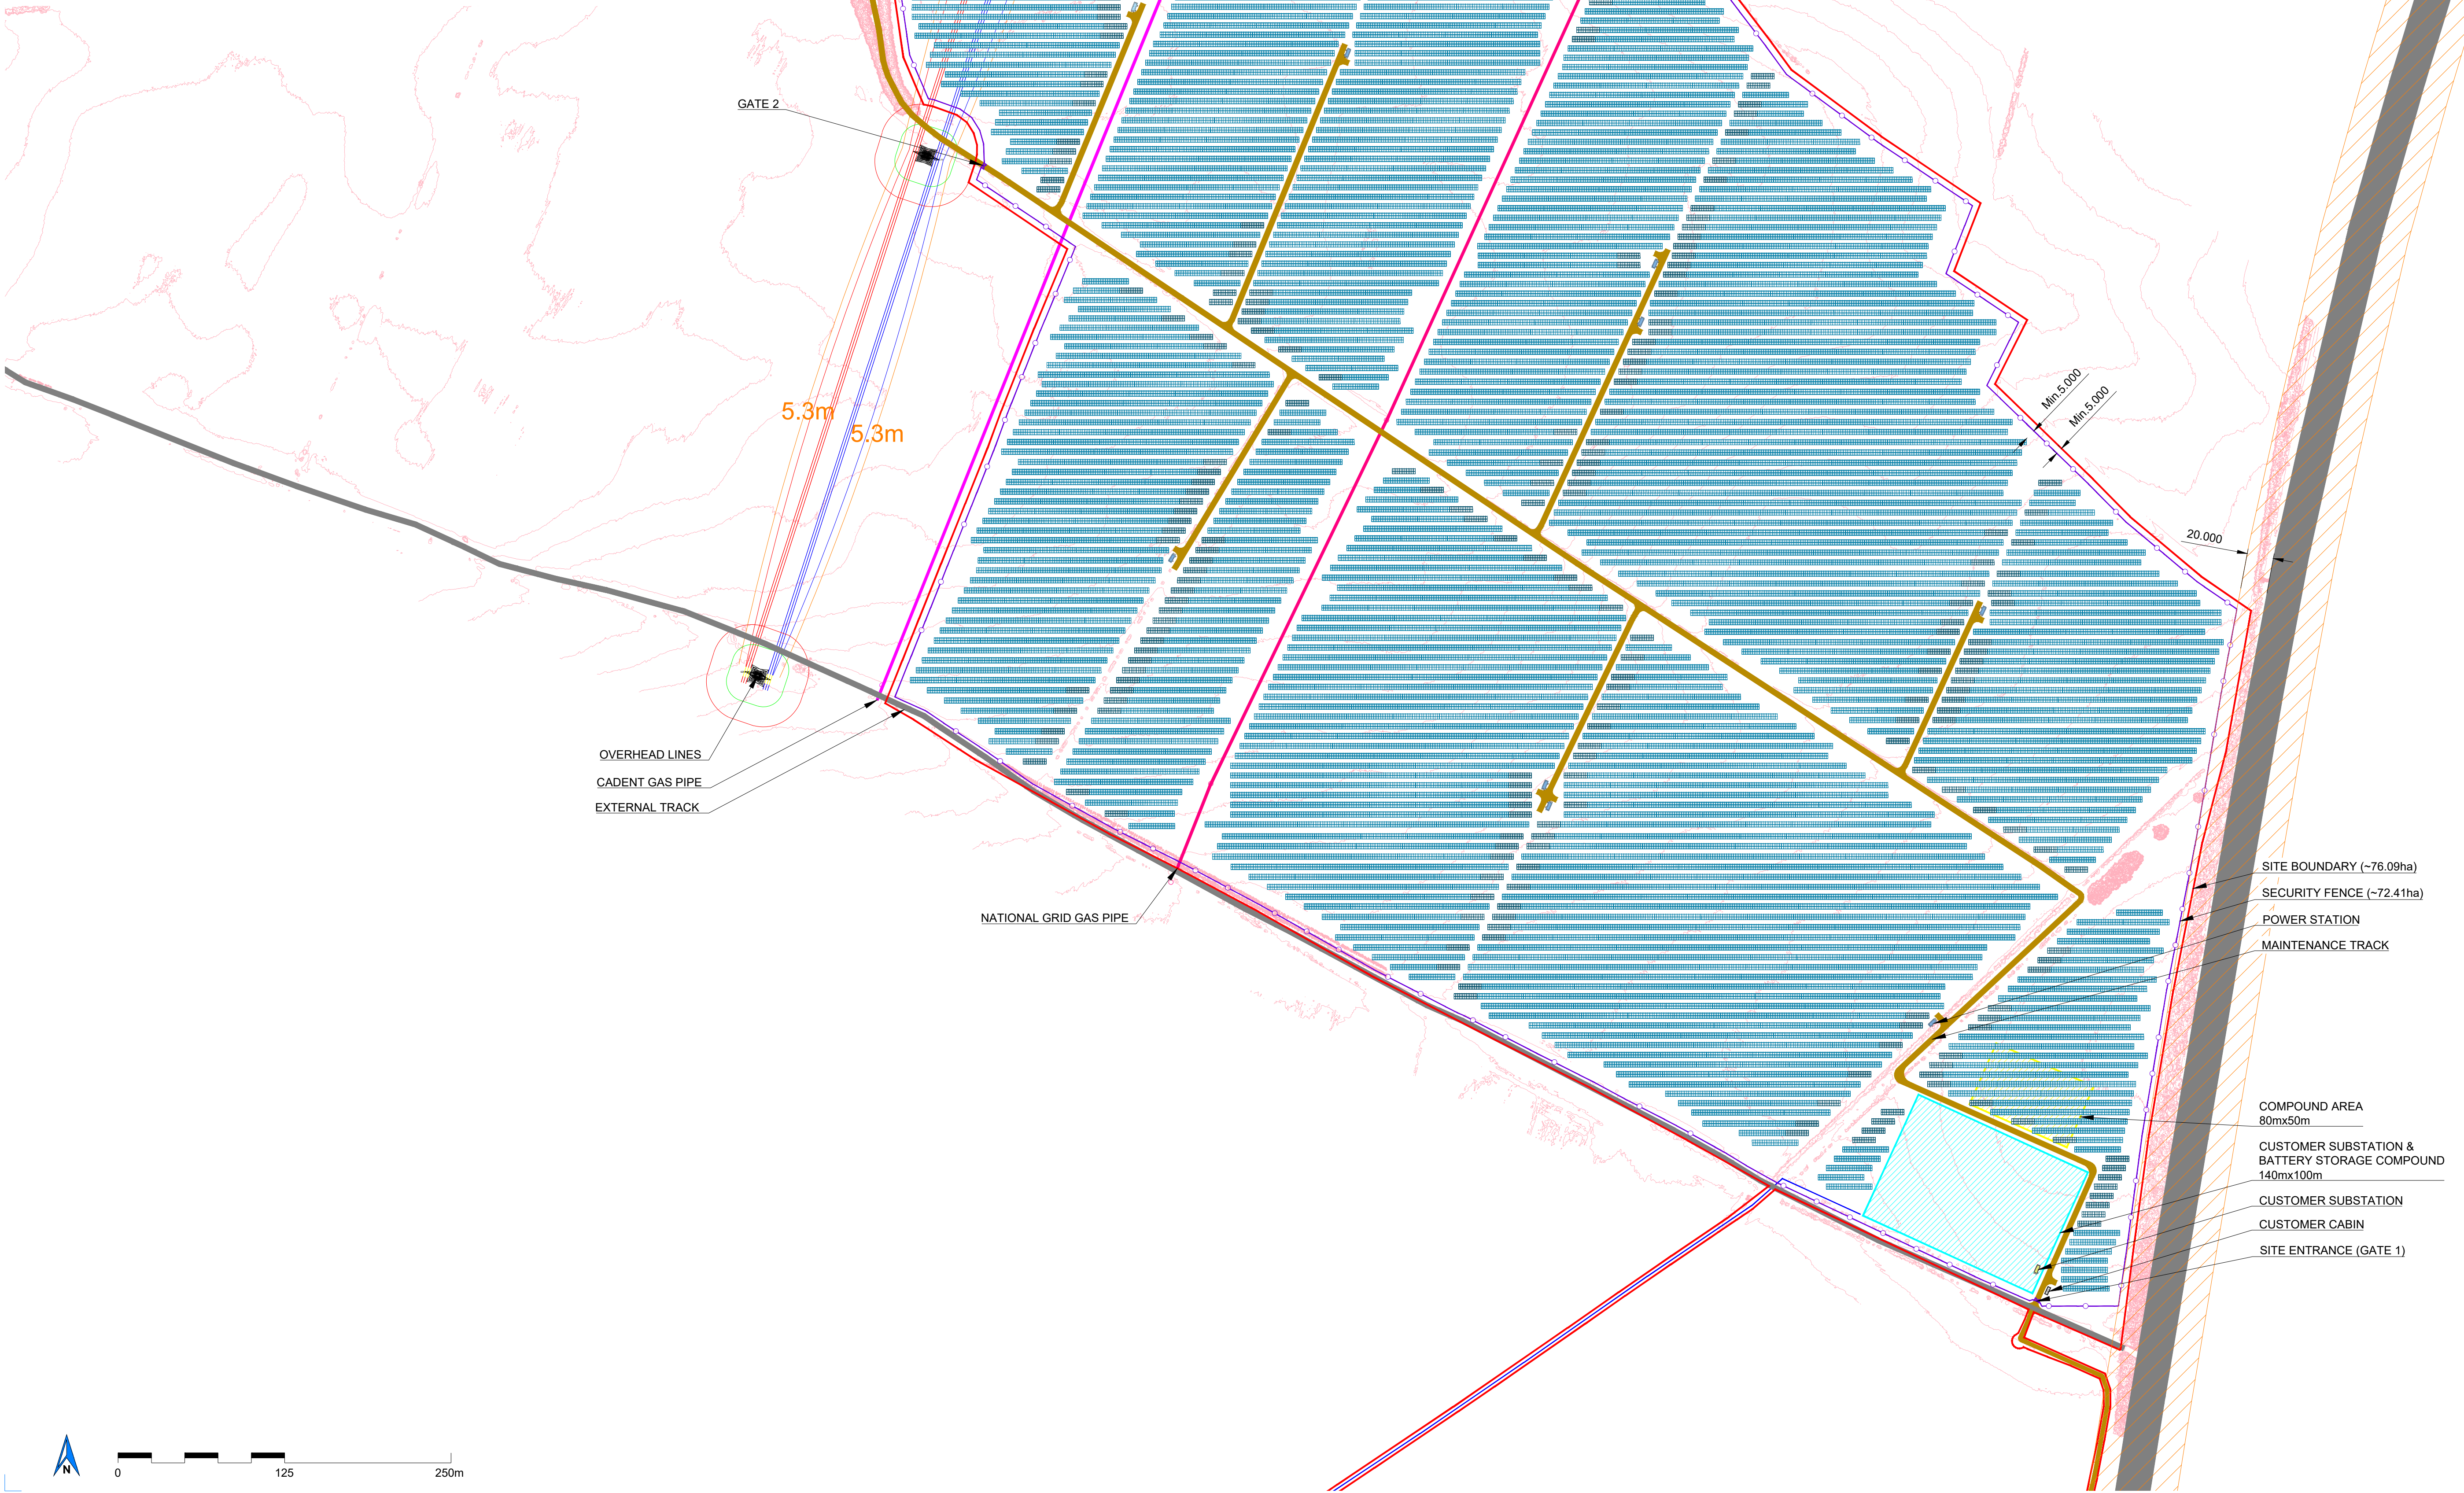 GATE 2
5.3m
5.3m
Min.5.000
Min.5.000
20.000
OVERHEAD LINES
CADENT GAS PIPE
EXTERNAL TRACK
NATIONAL GRID GAS PIPE
SITE BOUNDARY (~76.09ha)
SECURITY FENCE (~72.41ha)
POWER STATION
MAINTENANCE TRACK
COMPOUND AREA
80mx50m
CUSTOMER SUBSTATION &
BATTERY STORAGE COMPOUND
140mx100m
CUSTOMER SUBSTATION
CUSTOMER CABIN
SITE ENTRANCE (GATE 1)
N
0 125 250m